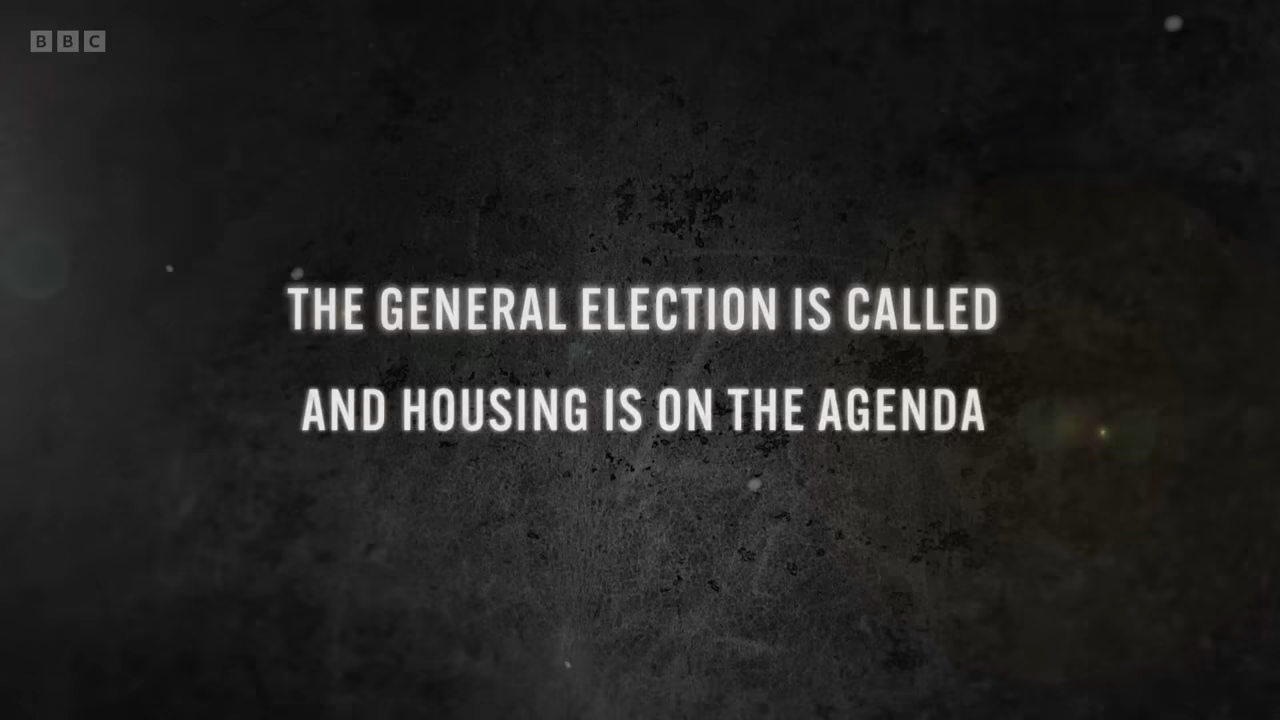 BBC
THE GENERAL ELECTION IS CALLED
AND HOUSING IS ON THE AGENDA